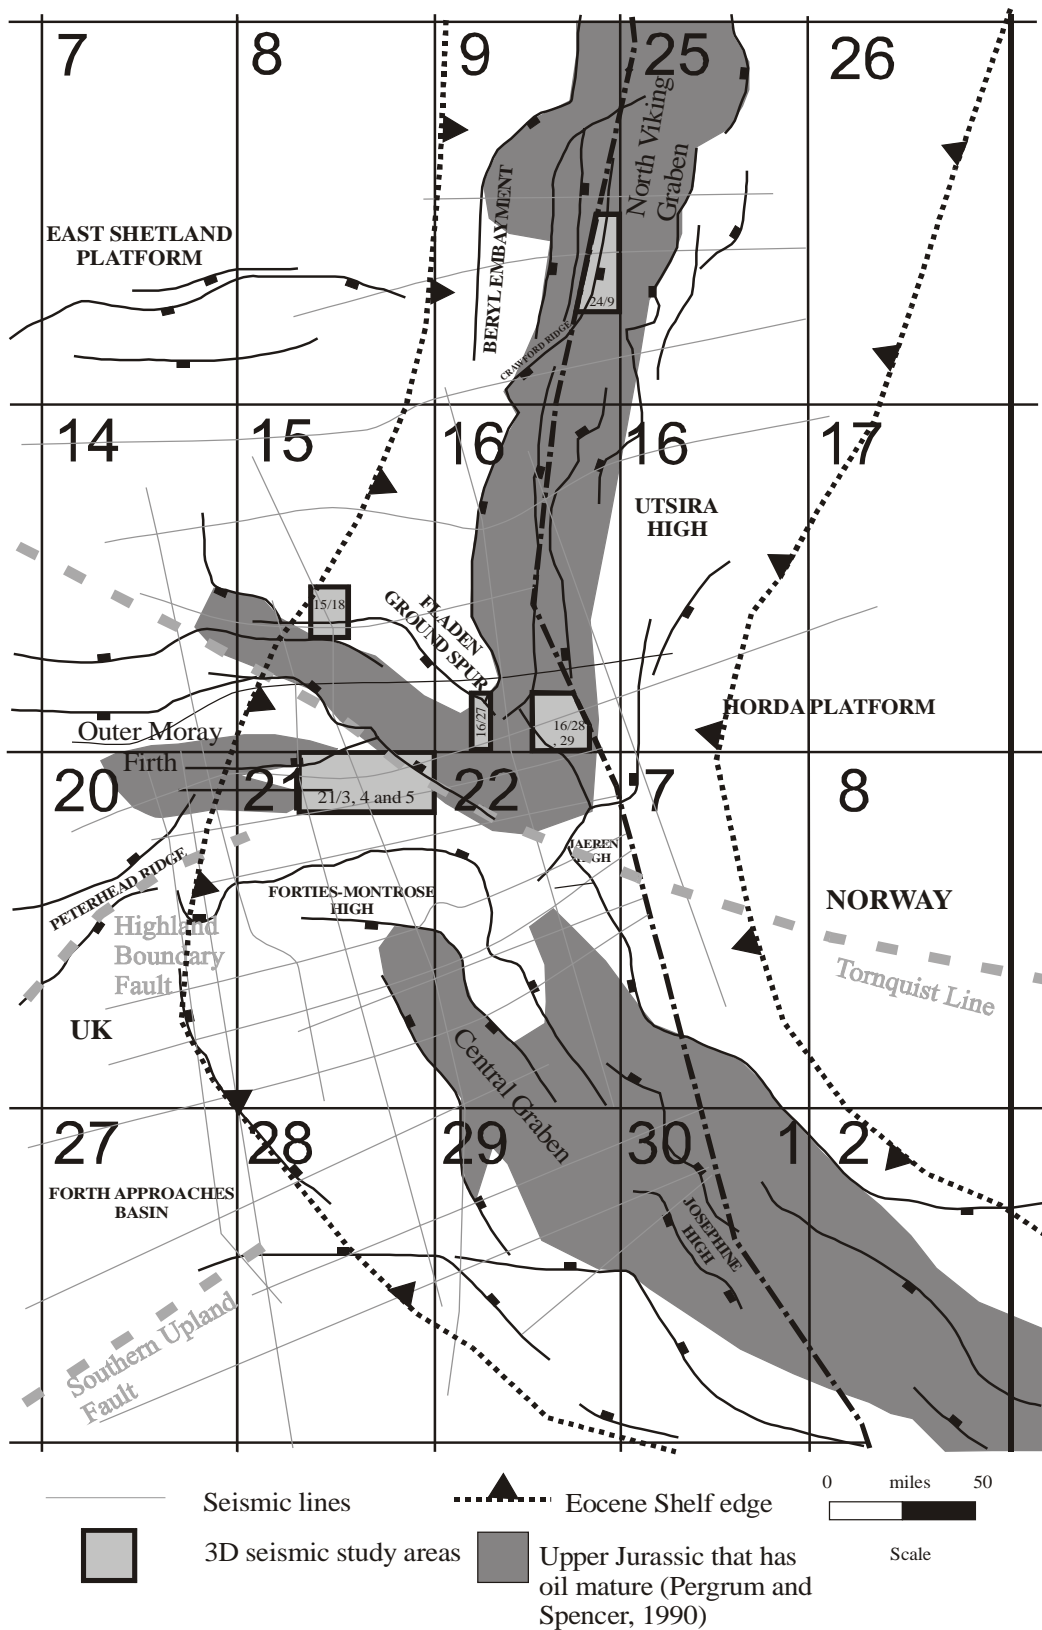 7
8
9
25
26
North Viking
Graben
EAST SHETLAND
PLATFORM
BERYL EMBAYMENT
24/9
CRAWFORD RIDGE
14
15
16
16
17
UTSIRA
HIGH
15/18
FLADEN
GROUND SPUR
16/27
16/28
, 29
HORDA PLATFORM
Outer Moray
Firth
20
21
22
7
8
21/3, 4 and 5
JAEREN
HIGH
PETERHEAD RIDGE
FORTIES-MONTROSE
HIGH
NORWAY
Highland
Boundary
Fault
Tornquist Line
UK
Central Graben
27
28
29
30
1
2
FORTH APPROACHES
BASIN
JOSEPHINE
HIGH
Southern Upland
Fault
0 miles 50
Seismic lines
Eocene Shelf edge
3D seismic study areas
Upper Jurassic that has
oil mature (Pergrum and
Spencer, 1990)
Scale